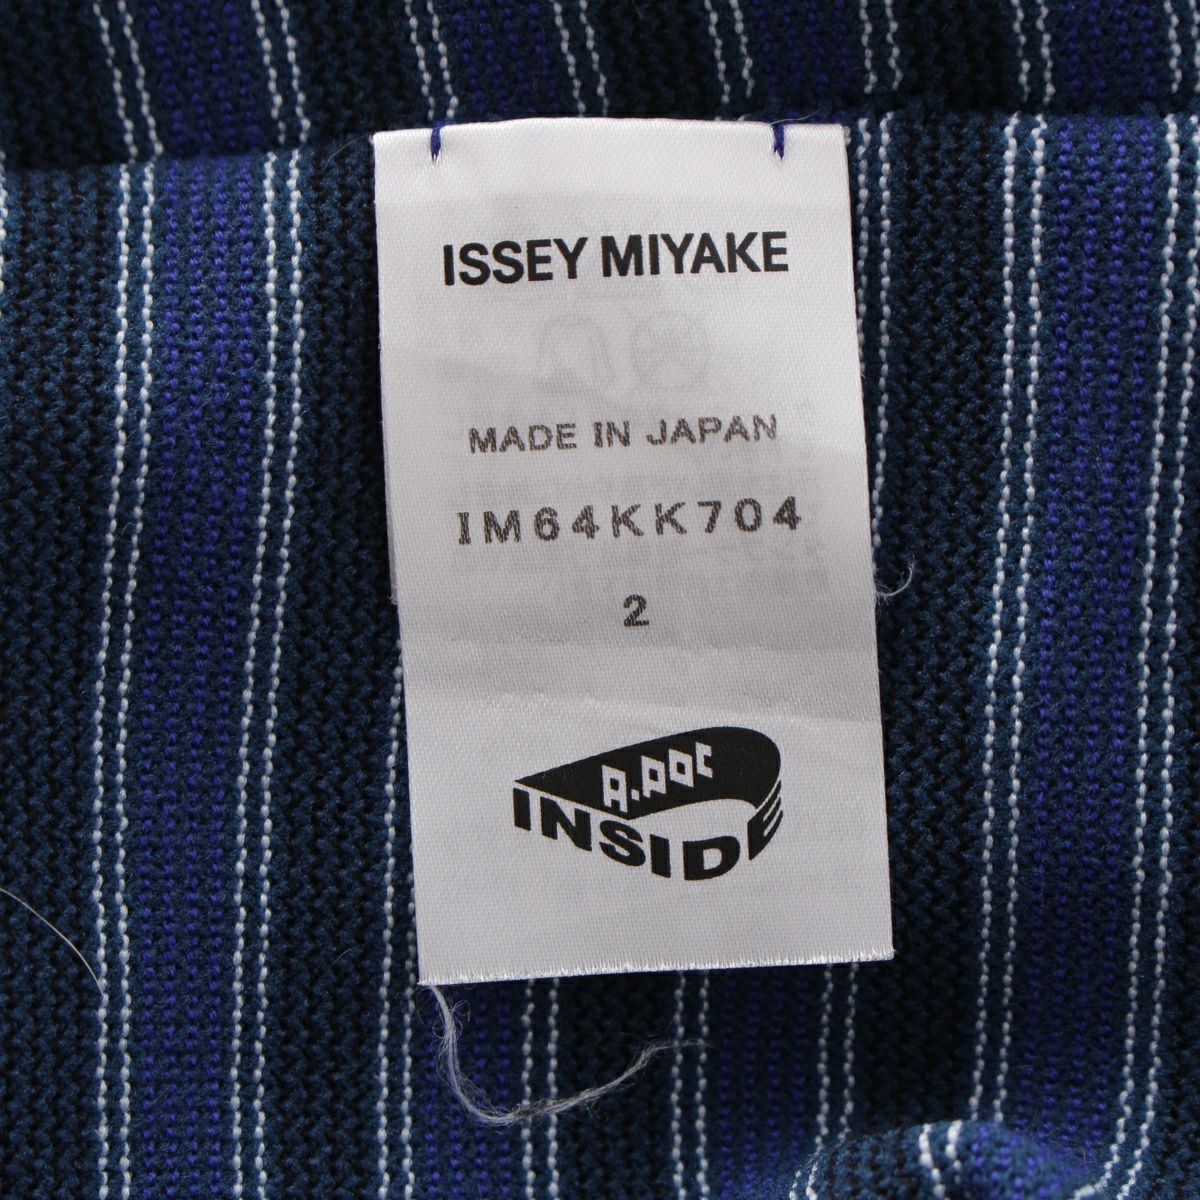 ISSEY MIYAKE
MADE IN JAPAN
IM64KK704
2
A.POC
INSIDE